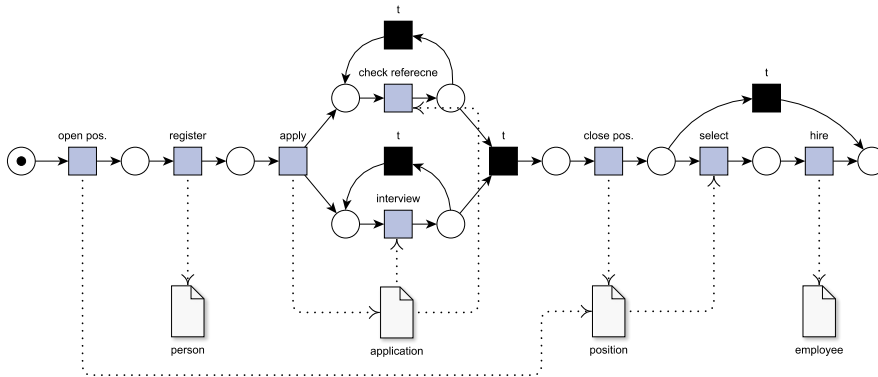 t
check referecne
t
open pos.
register
apply
t
t
close pos.
select
hire
interview
person
application
position
employee